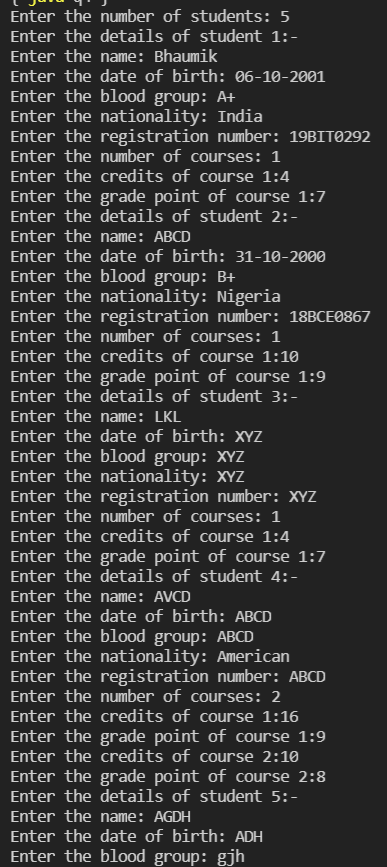 Enter the number of students: 5
Enter the details of student 1:-
Enter the name: Bhaumik
Enter the date of birth: 06-10-2001
Enter the blood group: A+
Enter the nationality: India
Enter the registration number: 19BIT0292
Enter the number of courses: 1
Enter the credits of course 1:4
Enter the grade point of course 1:7
Enter the details of student 2:-
Enter the name: ABCD
Enter the date of birth: 31-10-2000
Enter the blood group: B+
Enter the nationality: Nigeria
Enter the registration number: 18BCE0867
Enter the number of courses: 1
Enter the credits of course 1:10
Enter the grade point of course 1:9
Enter the details of student 3:-
Enter the name: LKL
Enter the date of birth: XYZ
Enter the blood group: XYZ
Enter the nationality: XYZ
Enter the registration number: XYZ
Enter the number of courses: 1
Enter the credits of course 1:4
Enter the grade point of course 1:7
Enter the details of student 4:-
Enter the name: AVCD
Enter the date of birth: ABCD
Enter the blood group: ABCD
Enter the nationality: American
Enter the registration number: ABCD
Enter the number of courses: 2
Enter the credits of course 1:16
Enter the grade point of course 1:9
Enter the credits of course 2:10
Enter the grade point of course 2:8
Enter the details of student 5:-
Enter the name: AGDH
Enter the date of birth: ADH
Enter the blood group: gjh